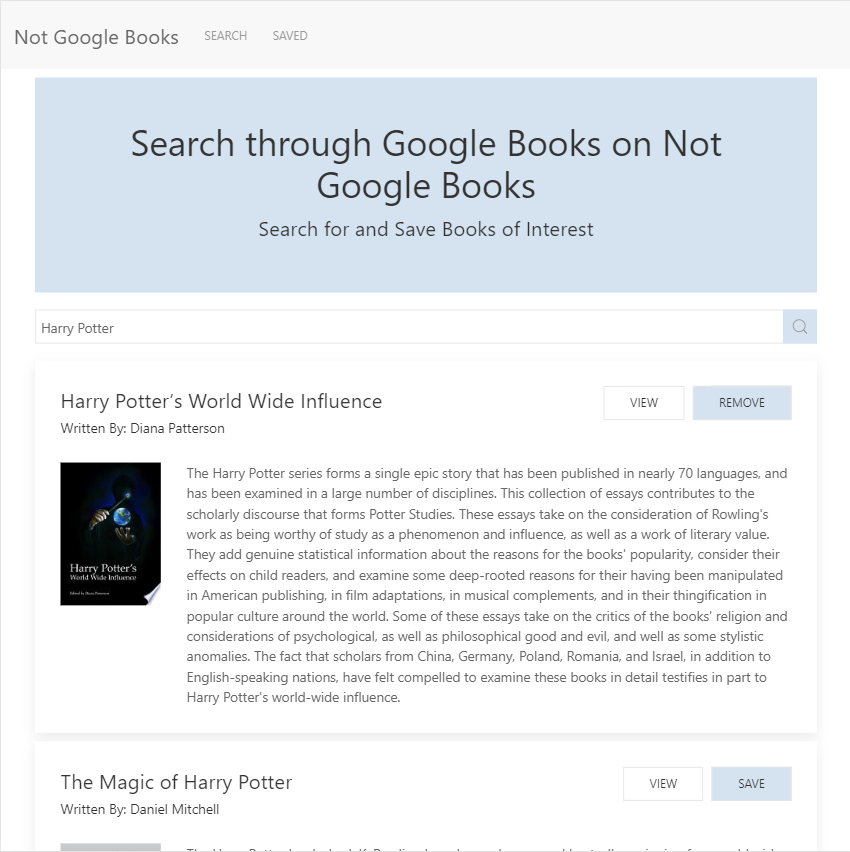 Not Google Books SEARCH SAVED
Search through Google Books on Not
Google Books
Search for and Save Books of Interest
Harry Potter
Harry Potter’s World Wide Influence VIEW REMOVE
Written By: Diana Patterson
The Harry Potter series forms a single epic story that has been published in nearly 70 languages, and
has been examined in a large number of disciplines. This collection of essays contributes to the
scholarly discourse that forms Potter Studies. These essays take on the consideration of Rowling's
work as being worthy of study as a phenomenon and influence, as well as a work of literary value.
They add genuine statistical information about the reasons for the books' popularity, consider their
effects on child readers, and examine some deep-rooted reasons for their having been manipulated
in American publishing, in film adaptations, in musical complements, and in their thingification in
popular culture around the world. Some of these essays take on the critics of the books' religion and
considerations of psychological, as well as philosophical good and evil, and well as some stylistic
anomalies. The fact that scholars from China, Germany, Poland, Romania, and Israel, in addition to
English-speaking nations, have felt compelled to examine these books in detail testifies in part to
Harry Potter's world-wide influence.
Harry Potter's
World Wide Influence
Edited by Diana Patterson
The Magic of Harry Potter VIEW SAVE
Written By: Daniel Mitchell